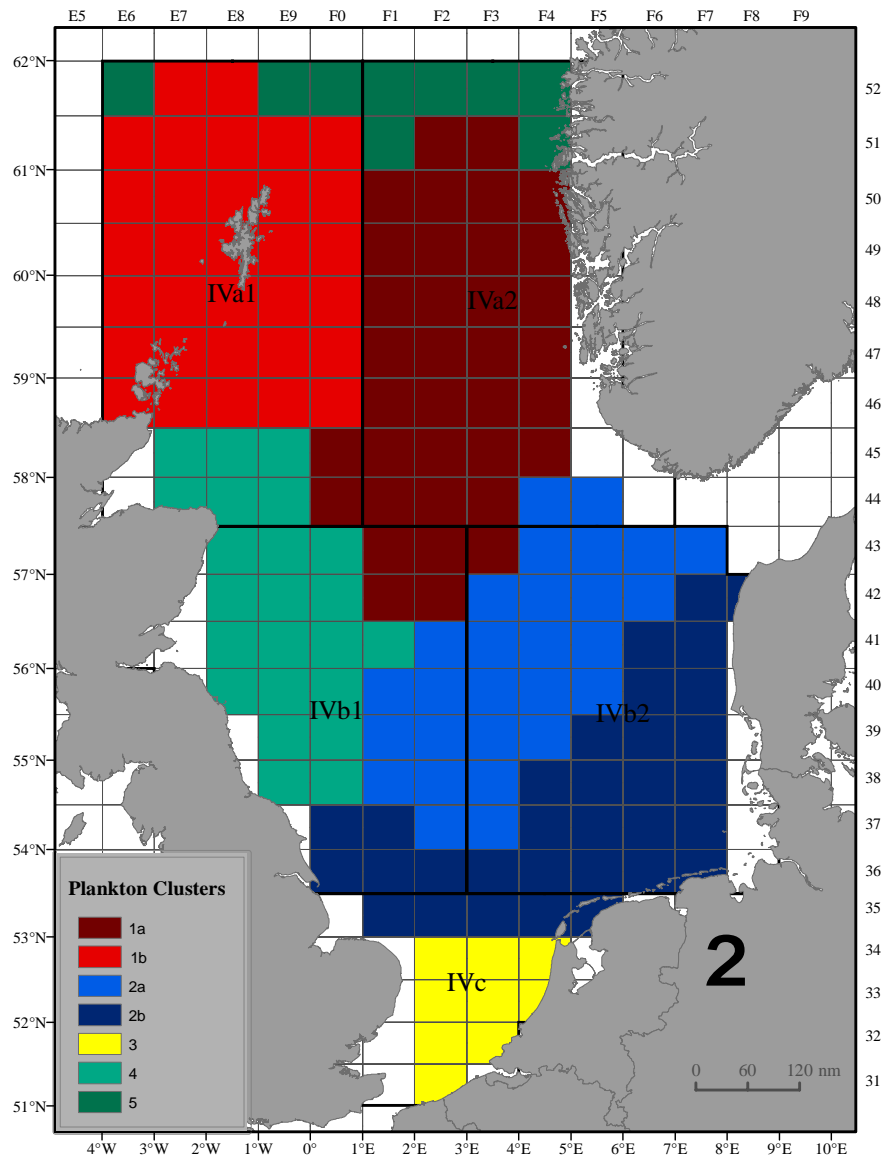 E5 E6 E7 E8 E9 F0 F1 F2 F3 F4 F5 F6 F7 F8 F9
62°N
52
51
61°N
50
49
60°N
IVa1
IVa2
48
47
59°N
46
45
58°N
44
43
57°N
42
41
56°N
40
IVb1
IVb2
39
55°N
38
37
54°N
36
Plankton Clusters
35
1a
53°N
34
2
1b
IVc
2a
33
2b
52°N
3
32
4
0 60 120 nm
31
5
51°N
4°W 3°W 2°W 1°W 0° 1°E 2°E 3°E 4°E 5°E 6°E 7°E 8°E 9°E 10°E